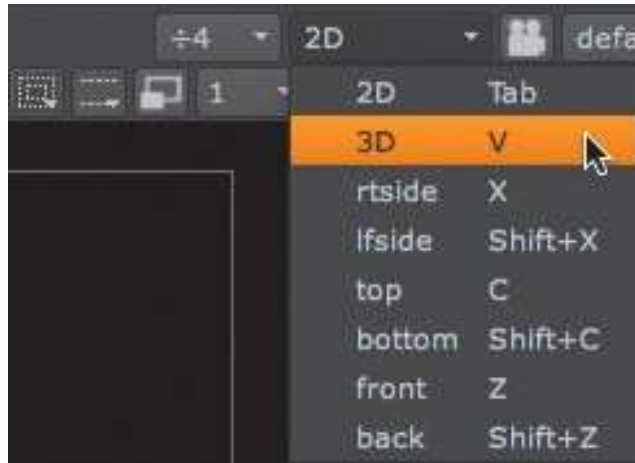 ÷4 2D defa
1
2D Tab
3D V
rtside X
lfside Shift+X
top C
bottom Shift+C
front Z
back Shift+Z